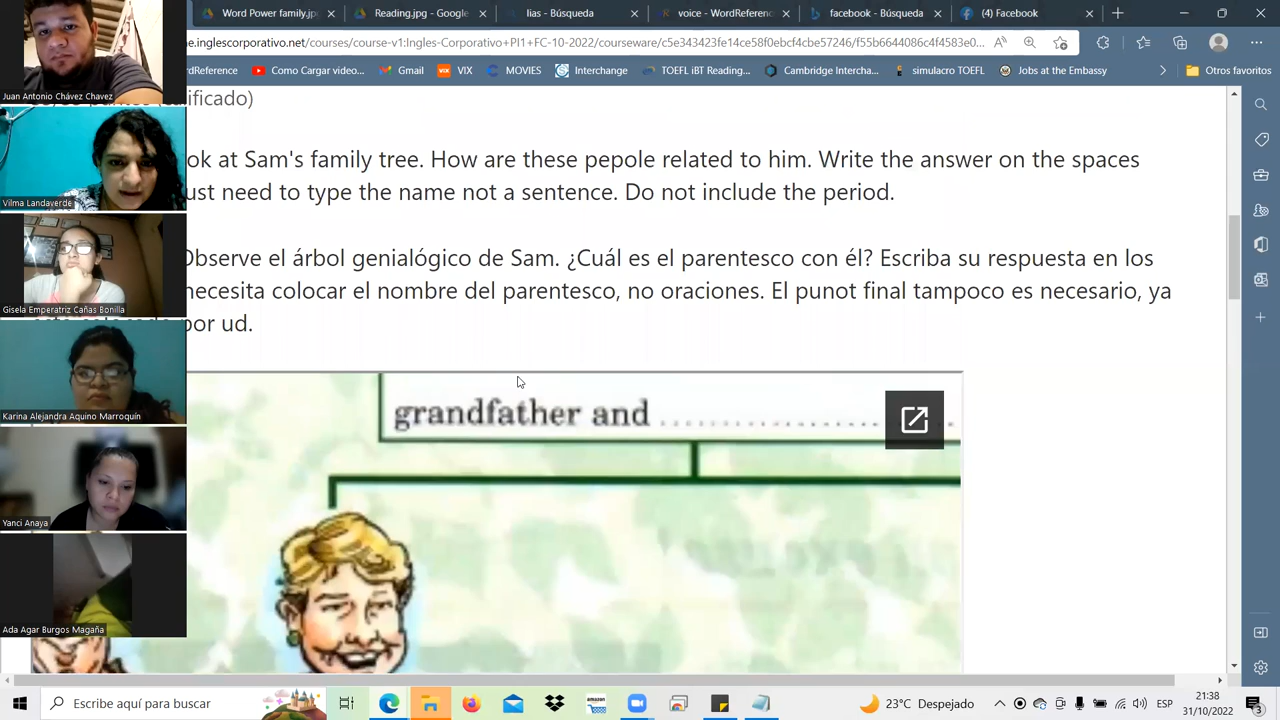 Word Power family.jp
Reading.jpg - Google
lias - Búsqueda
voice - WordReferen
facebook - Búsqueda
(4) Facebook
e.inglescorporativo.net/courses/course-v1:Ingles-Corporativo+PI1+FC-10-2022/courseware/c5e343423fe14ce58f0ebcf4cbe57246/f55b6644086c4f4583e0...
rdReference
Como Cargar video...
Gmail
VIX
MOVIES
Interchange
TOEFL iBT Reading...
Cambridge Intercha...
simulacro TOEFL
Jobs at the Embassy
Otros favoritos
ificado)
ok at Sam's family tree. How are these pepole related to him. Write the answer on the spaces
ust need to type the name not a sentence. Do not include the period.
Observe el árbol genialógico de Sam. ¿Cuál es el parentesco con él? Escriba su respuesta en los
necesita colocar el nombre del parentesco, no oraciones. El punot final tampoco es necesario, ya
por ud.
grandfather and ....................
Juan Antonio Chávez Chavez
Vilma Landaverde
Gisela Emperatriz Cañas Bonilla
Karina Alejandra Aquino Marroquín
Yanci Anaya
Ada Agar Burgos Magaña
Escribe aquí para buscar
23°C Despejado
ESP
21:38
31/10/2022
3